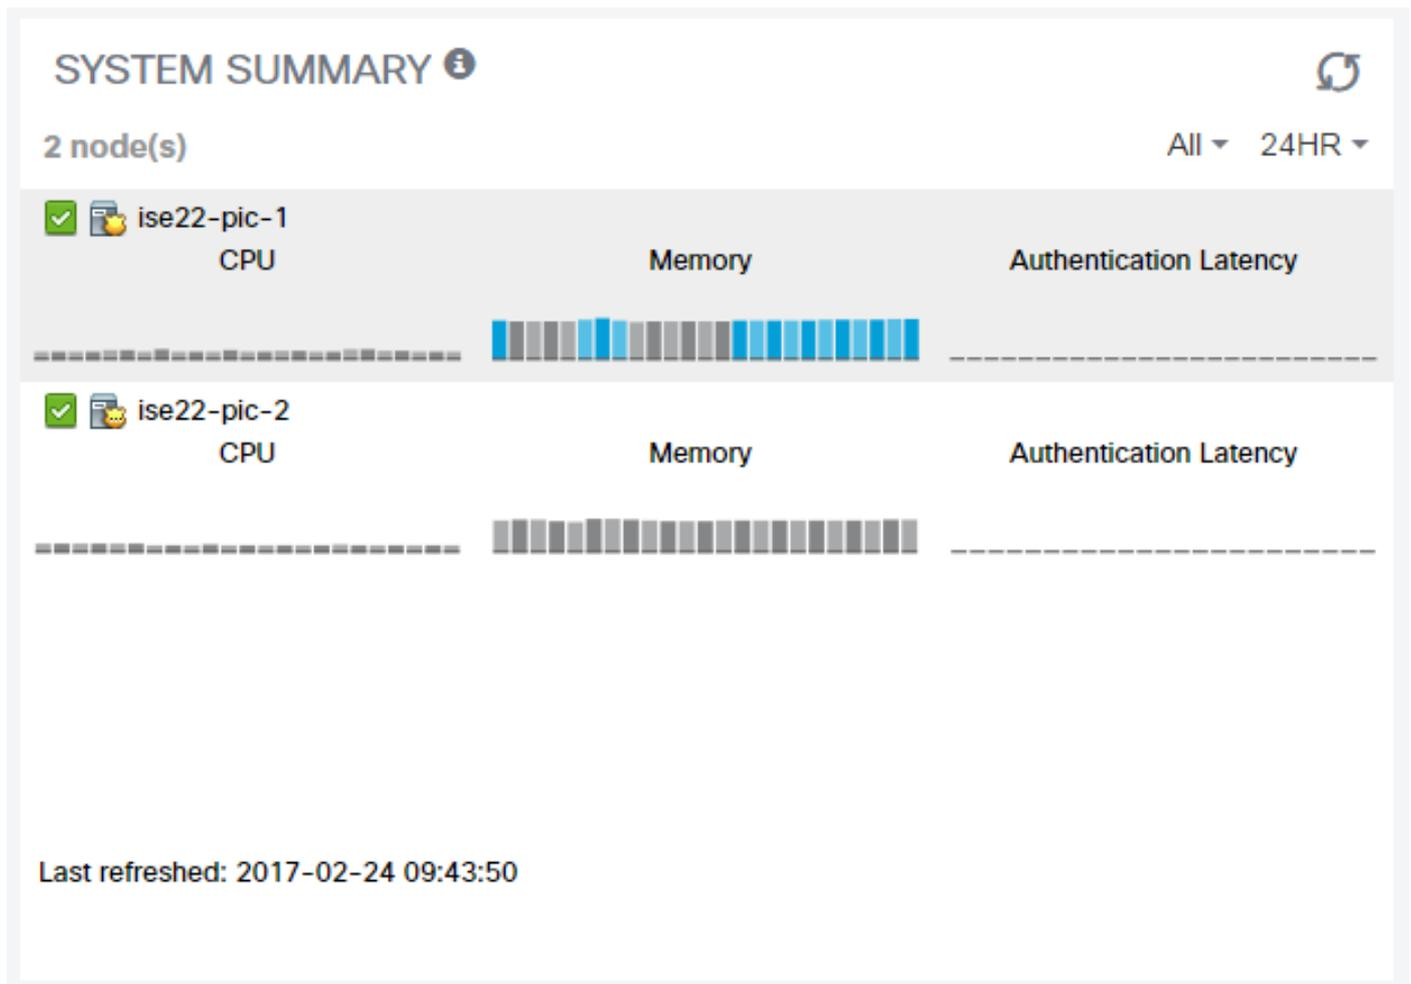 SYSTEM SUMMARY
2 node(s) All 24HR
ise22-pic-1
CPU Memory Authentication Latency
ise22-pic-2
CPU Memory Authentication Latency
Last refreshed: 2017-02-24 09:43:50